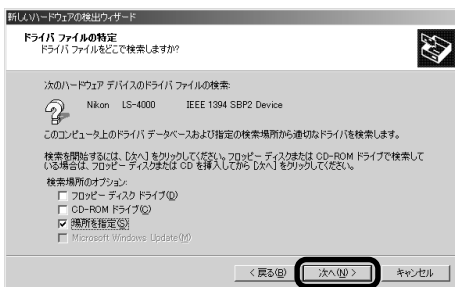 新しいハードウェアの検出ウィザード
ドライバ ファイルの特定
ドライバ ファイルをどこで検索しますか?
次のハードウェア デバイスのドライバ ファイルの検索:
Nikon LS-4000 IEEE 1394 SBP2 Device
このコンピュータ上のドライバ データベースおよび指定の検索場所から適切なドライバを検索します。
検索を開始するには、[次へ] をクリックしてください。フロッピー ディスクまたは CD-ROM ドライブで検索して
いる場合は、フロッピー ディスクまたは CD を挿入してから [次へ] をクリックしてください。
検索場所のオプション:
フロッピー ディスク ドライブ(D)
CD-ROM ドライブ(C)
場所を指定(S)
Microsoft Windows Update(M)
< 戻る(B) 次へ(N) > キャンセル